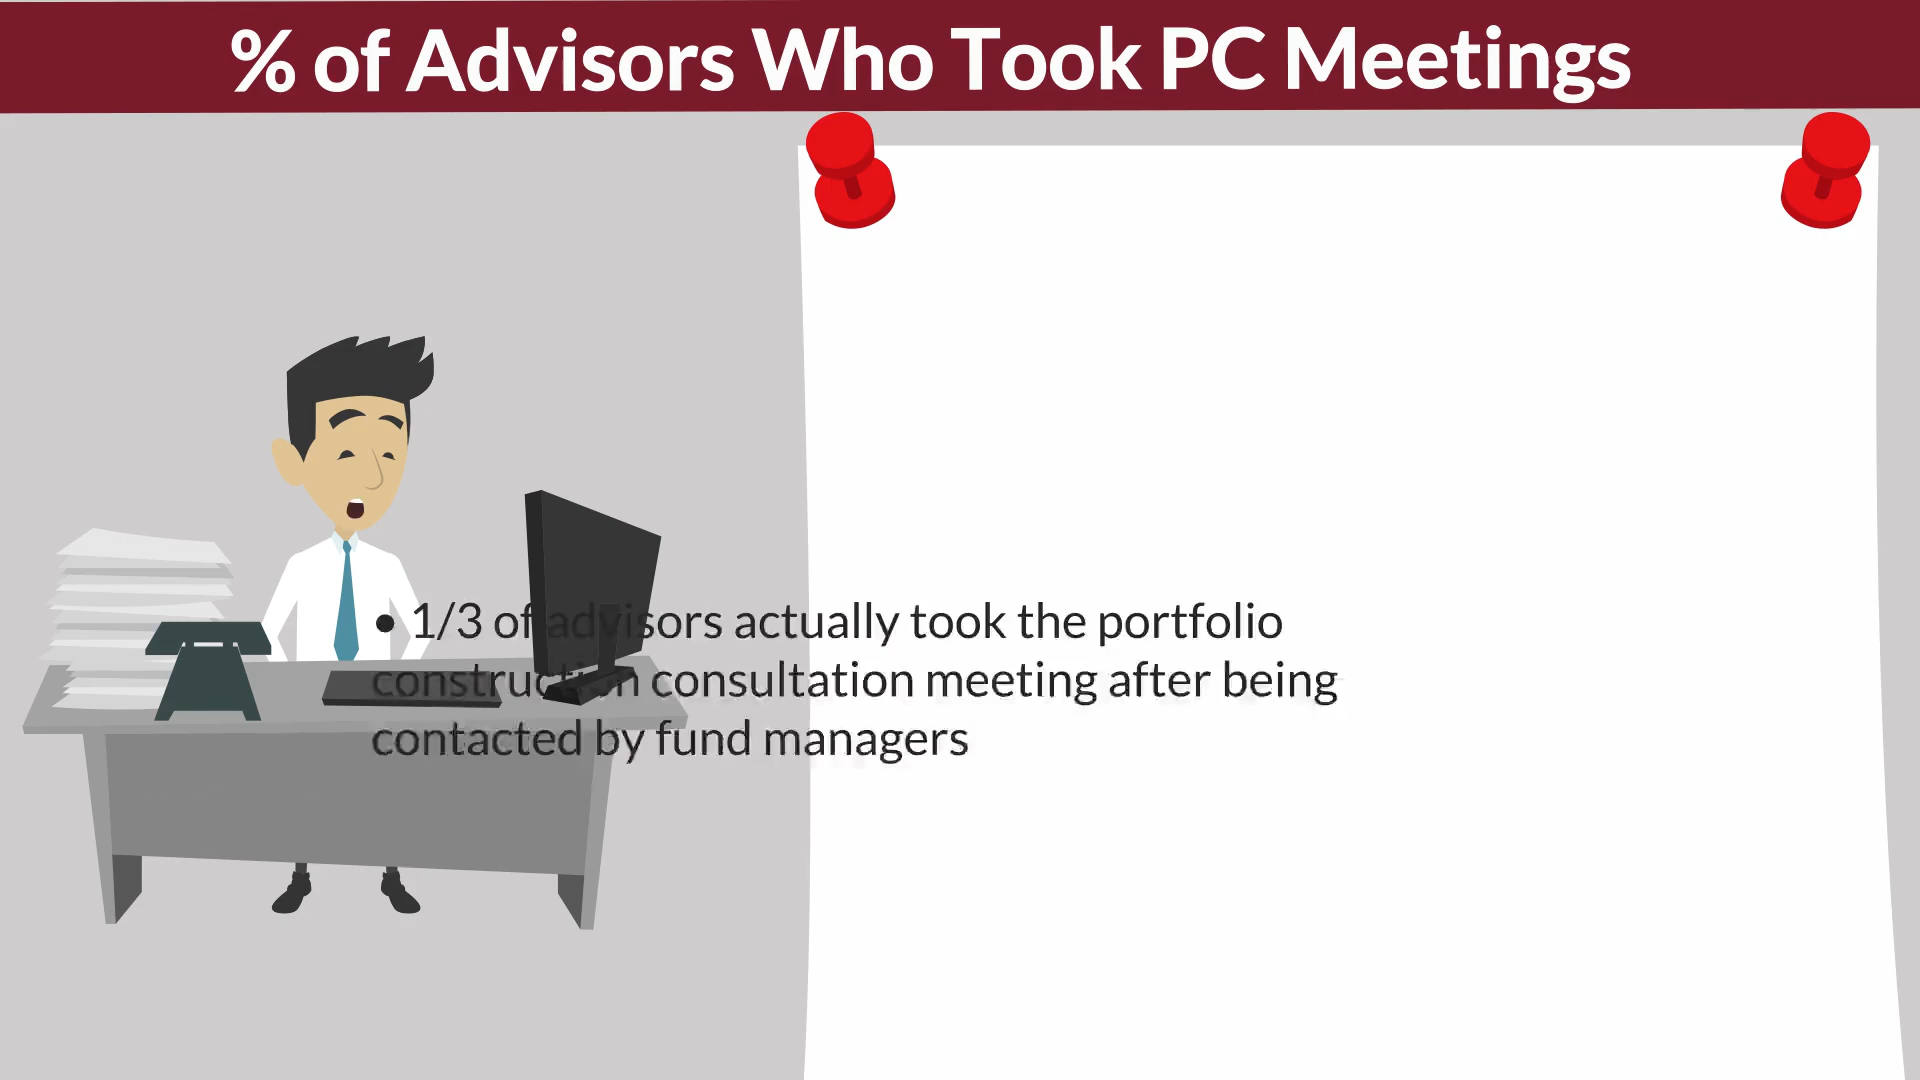 % of Advisors Who Took PC Meetings
• 1/3 of advisors actually took the portfolio
construction consultation meeting after being
contacted by fund managers